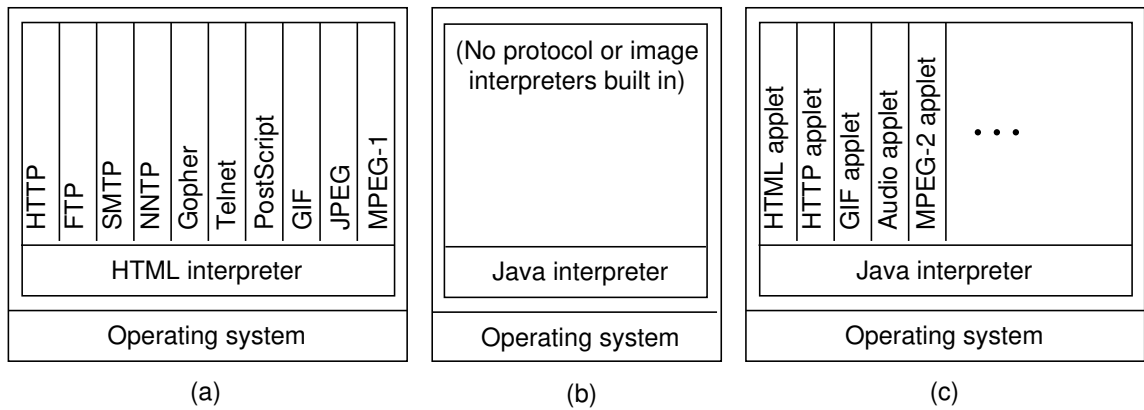 HTTP
FTP
SMTP
NNTP
Gopher
Telnet
PostScript
GIF
JPEG
MPEG-1
HTML interpreter
Operating system
(a)
(No protocol or image
interpreters built in)
Java interpreter
Operating system
(b)
HTML applet
HTTP applet
GIF applet
Audio applet
MPEG-2 applet
. . .
Java interpreter
Operating system
(c)